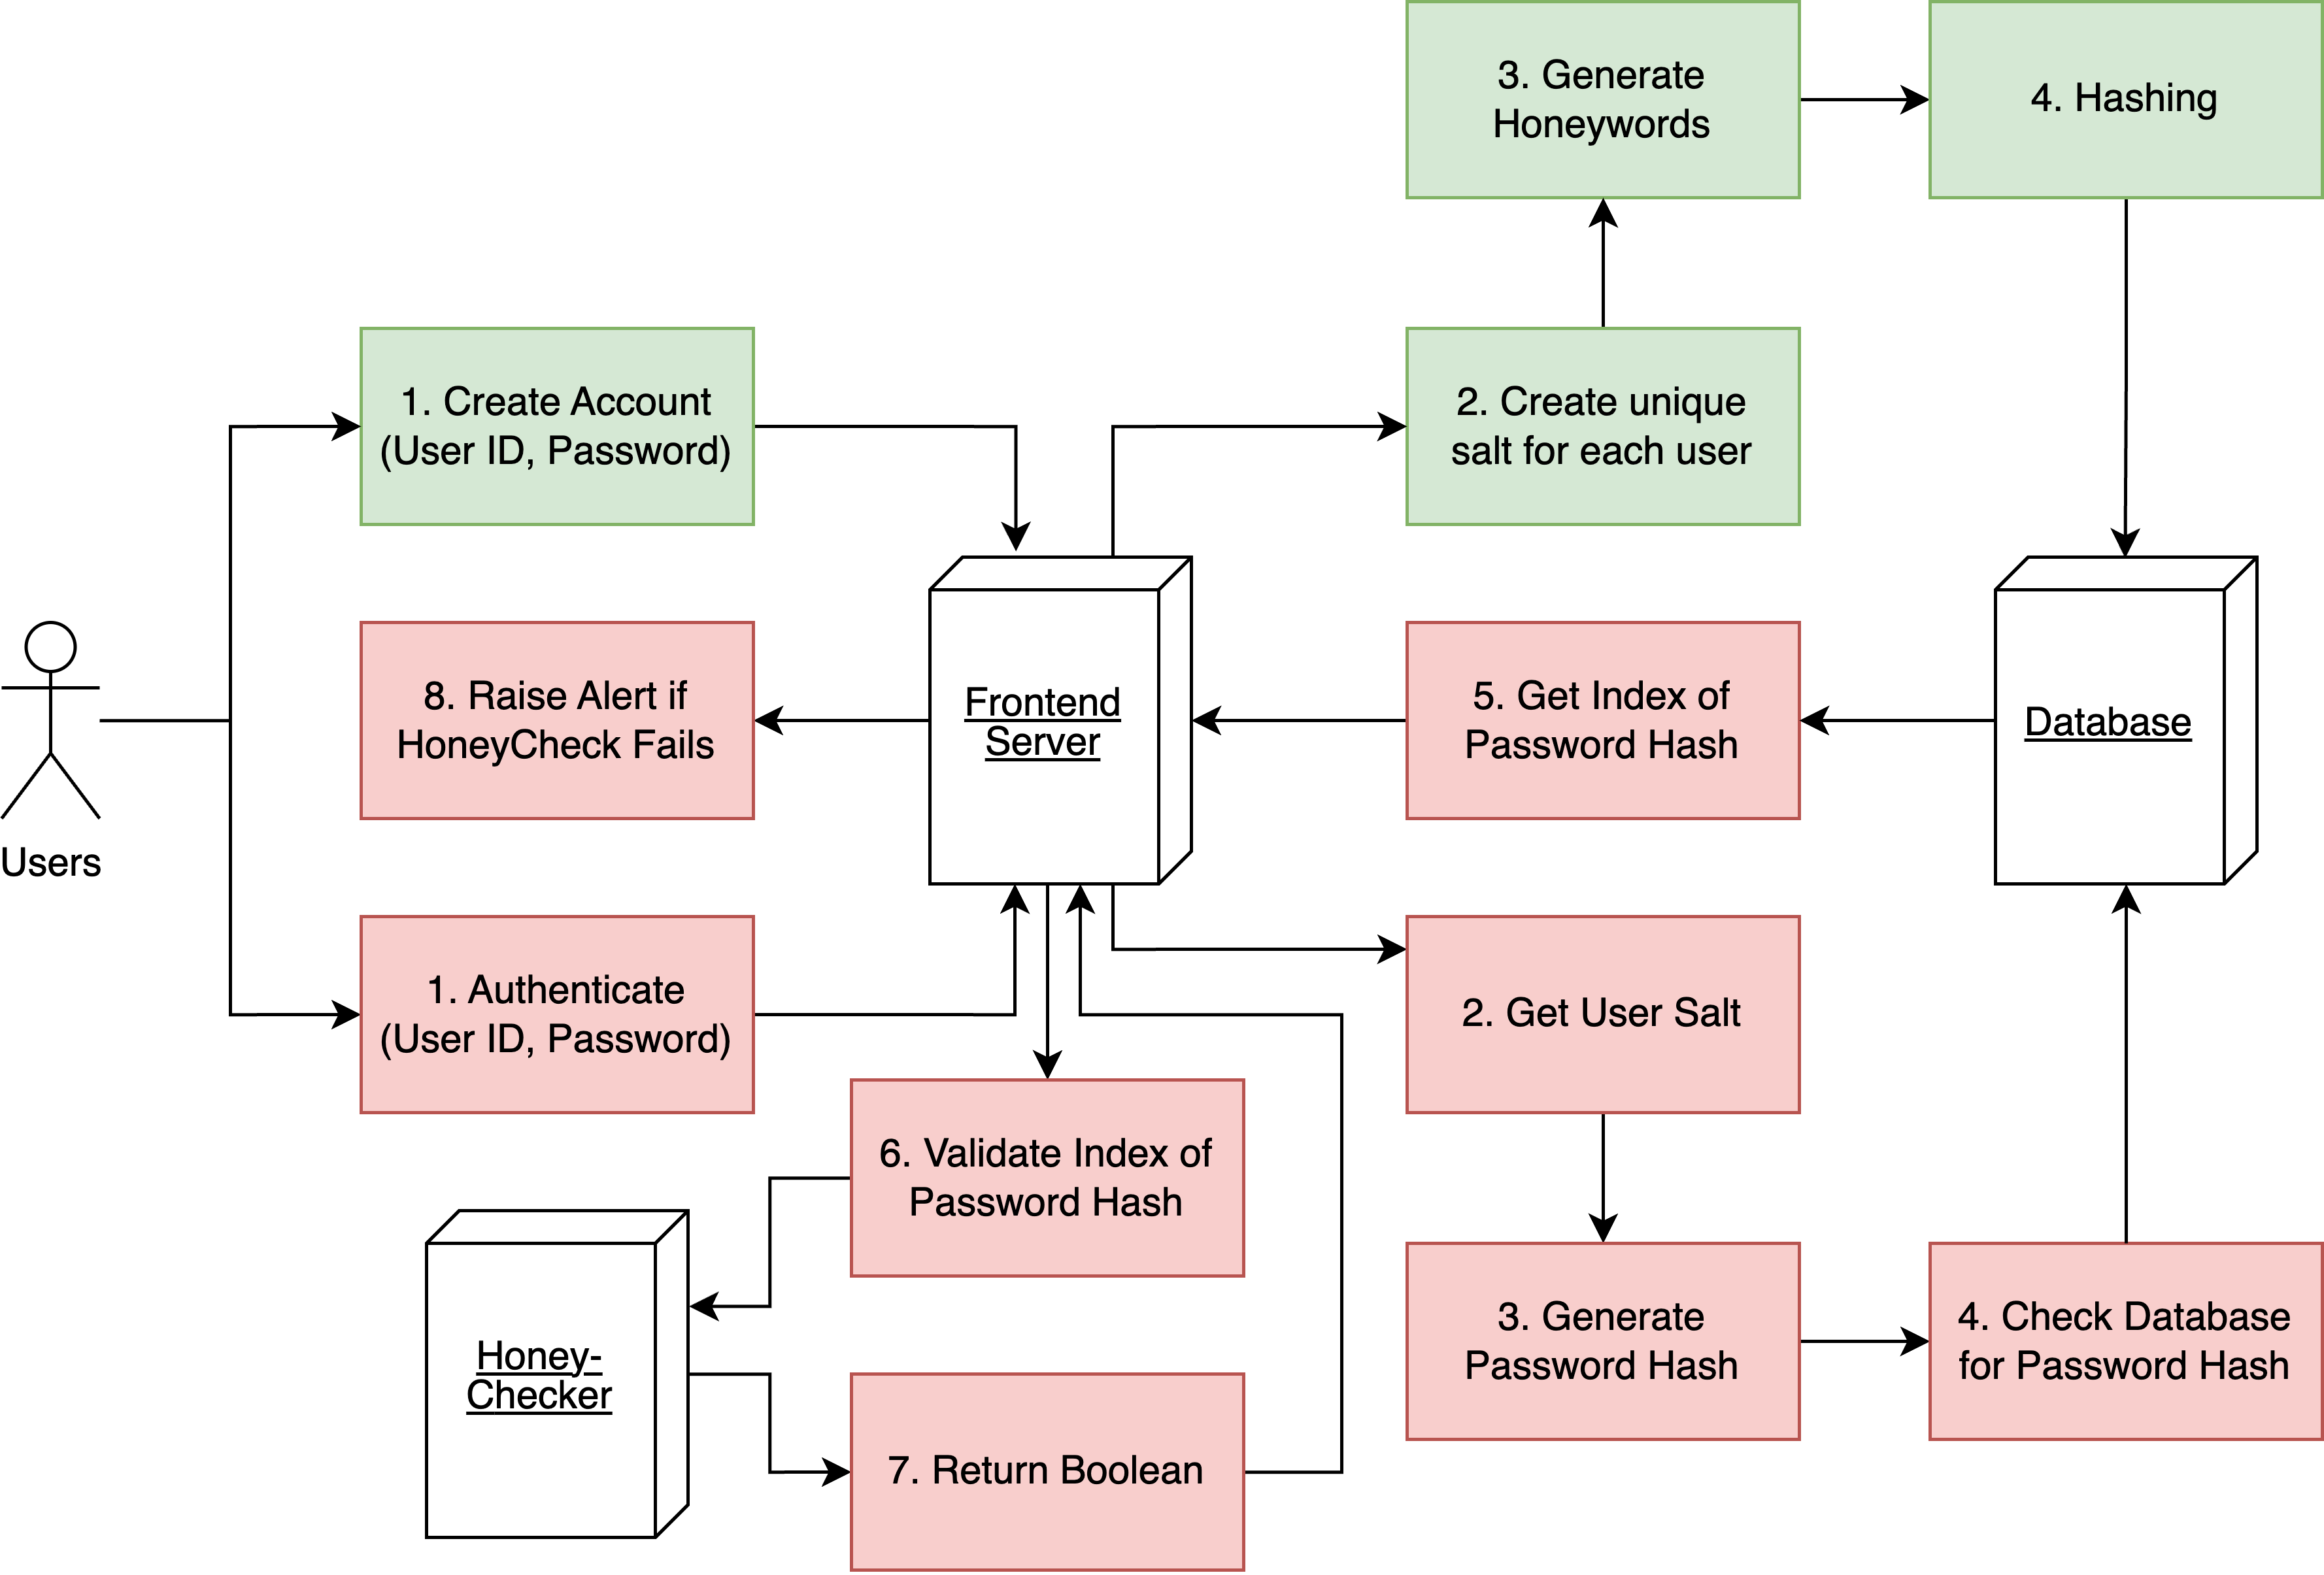 3. Generate
Honeywords
4. Hashing
1. Create Account
(User ID, Password)
2. Create unique
salt for each user
8. Raise Alert if
HoneyCheck Fails
Frontend
Server
5. Get Index of
Password Hash
Database
Users
1. Authenticate
(User ID, Password)
2. Get User Salt
6. Validate Index of
Password Hash
Honey-
Checker
3. Generate
Password Hash
4. Check Database
for Password Hash
7. Return Boolean